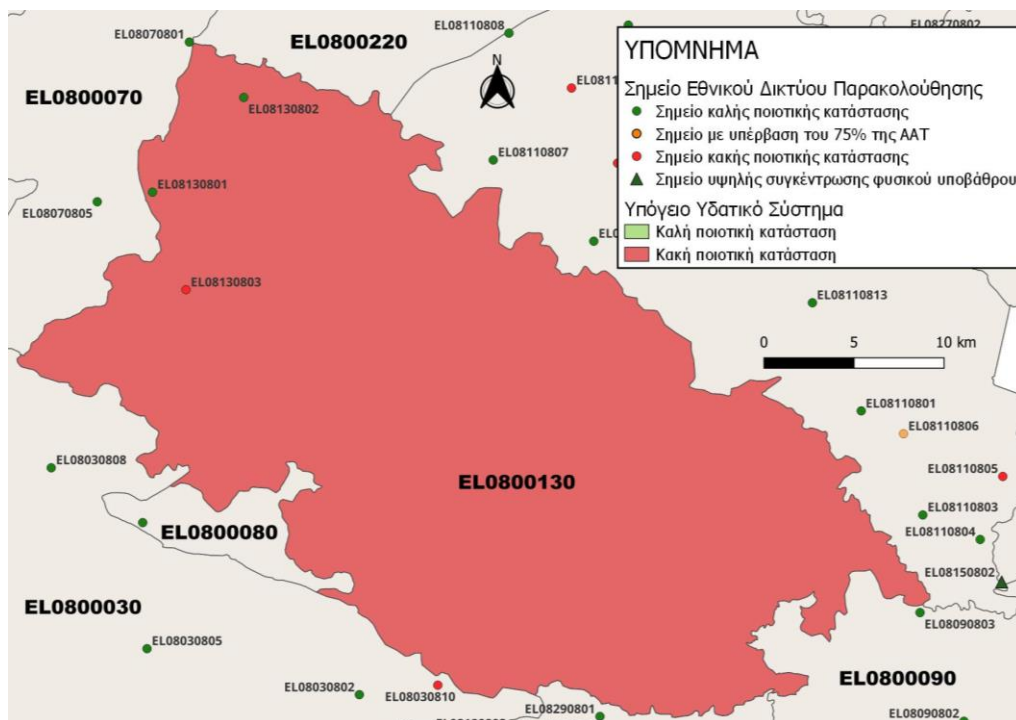 EL08070801
EL0800220
EL08110808
EL08270802
EL0800070
EL08130802
N
EL08110807
EL08130801
EL08070805
EL08130803
ΥΠΟΜΝΗΜΑ
Σημείο Εθνικού Δικτύου Παρακολούθησης
Σημείο καλής ποιοτικής κατάστασης
Σημείο με υπέρβαση του 75% της ΑΑΤ
Σημείο κακής ποιοτικής κατάστασης
Σημείο υψηλής συγκέντρωσης φυσικού υποβάθρου
Υπόγειο Υδατικό Σύστημα
Καλή ποιοτική κατάσταση
Κακή ποιοτική κατάσταση
EL08110813
0 5 10 km
EL08110801
EL08110806
EL08030808
EL0800130
EL08110805
EL08110803
EL0800080
EL08110804
EL08150802
EL0800030
EL08090803
EL08030805
EL08030802
EL08030810
EL0800090
EL08290801
EL08090802